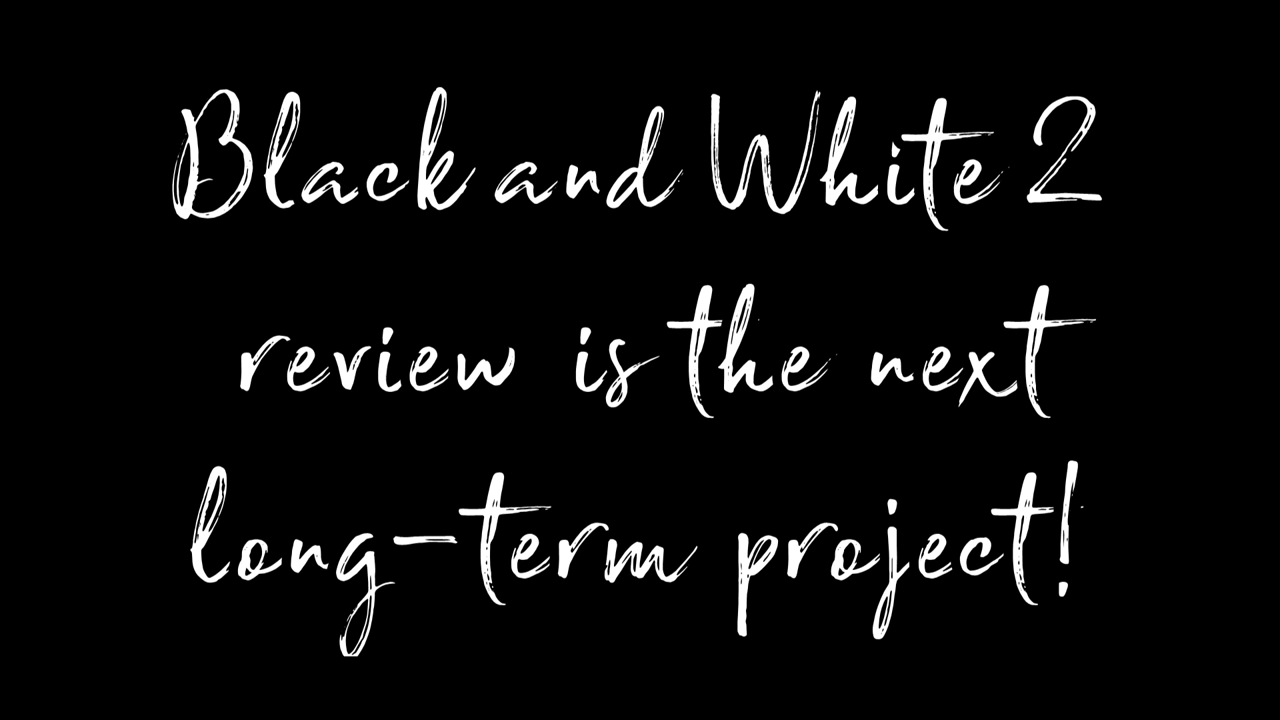 Black and White 2
review is the next
long-term project!